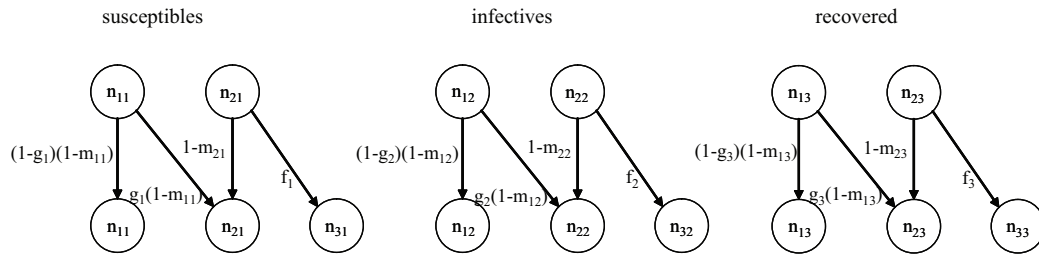 susceptibles infectives recovered
n₁₁ n₂₁ n₁₂ n₂₂ n₁₃ n₂₃
(1-g₁)(1-m₁₁) 1-m₂₁ (1-g₂)(1-m₁₂) 1-m₂₂ (1-g₃)(1-m₁₃) 1-m₂₃
g₁(1-m₁₁) f₁ g₂(1-m₁₂) f₂ g₃(1-m₁₃) f₃
n₁₁ n₂₁ n₃₁ n₁₂ n₂₂ n₃₂ n₁₃ n₂₃ n₃₃